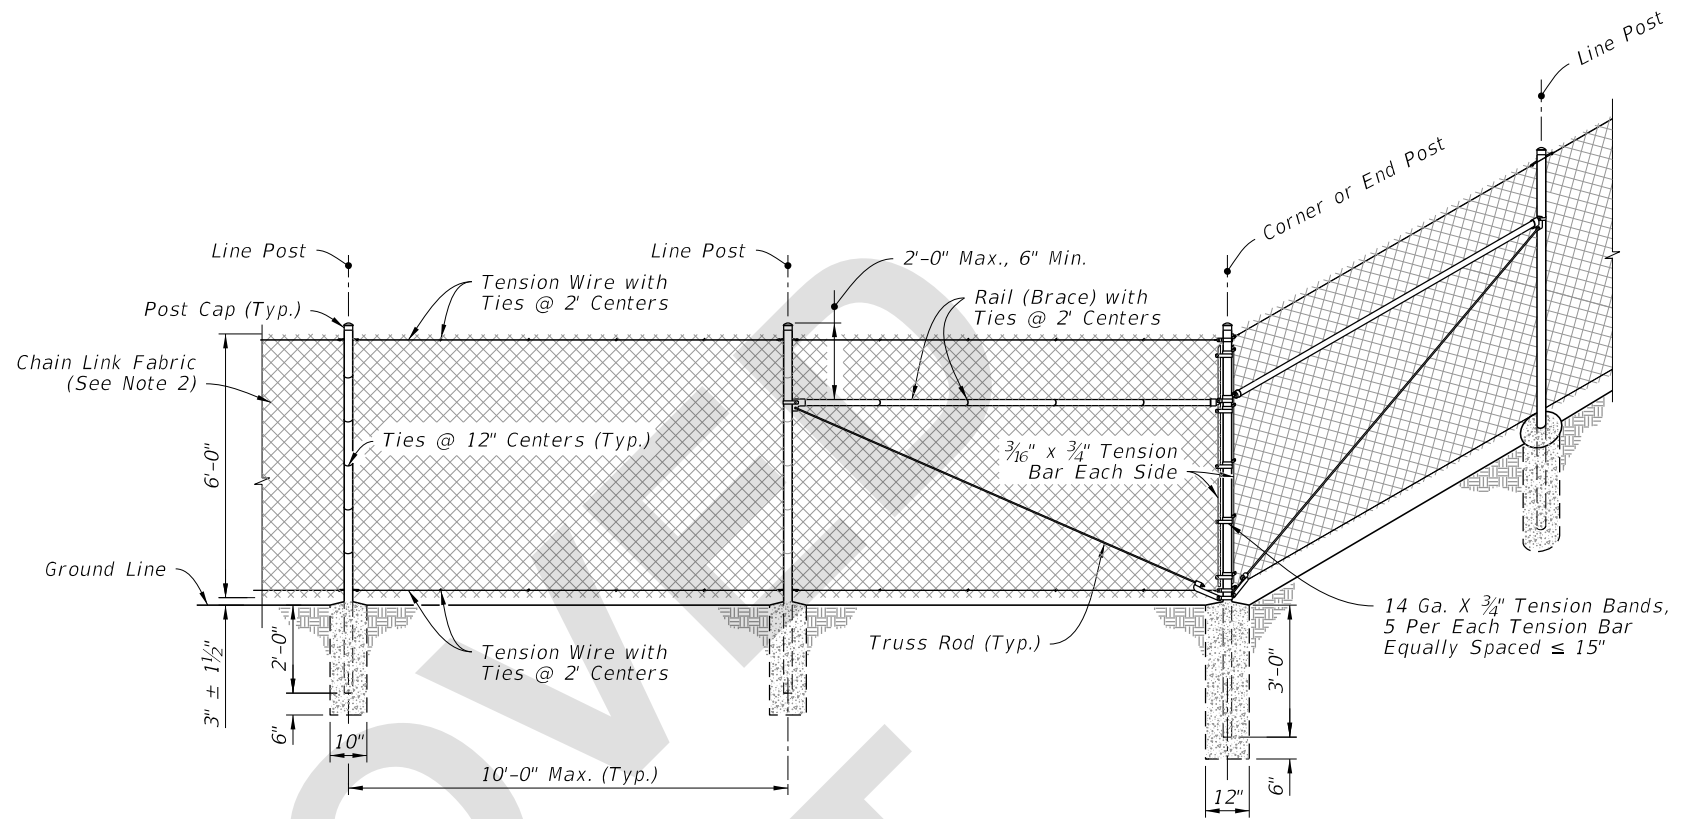 Line Post
Corner or End Post
Line Post
Line Post
2'-0" Max., 6" Min.
Tension Wire with
Ties @ 2' Centers
Rail (Brace) with
Ties @ 2' Centers
Post Cap (Typ.)
Chain Link Fabric
(See Note 2)
Ties @ 12" Centers (Typ.)
3/16" x 3/4" Tension
Bar Each Side
6'-0"
Ground Line
14 Ga. X 3/4" Tension Bands,
5 Per Each Tension Bar
Equally Spaced ≤ 15"
Truss Rod (Typ.)
Tension Wire with
Ties @ 2' Centers
3" ± 1 1/2"
2'-0"
6"
10"
3'-0"
6"
12"
10'-0" Max. (Typ.)
OVED